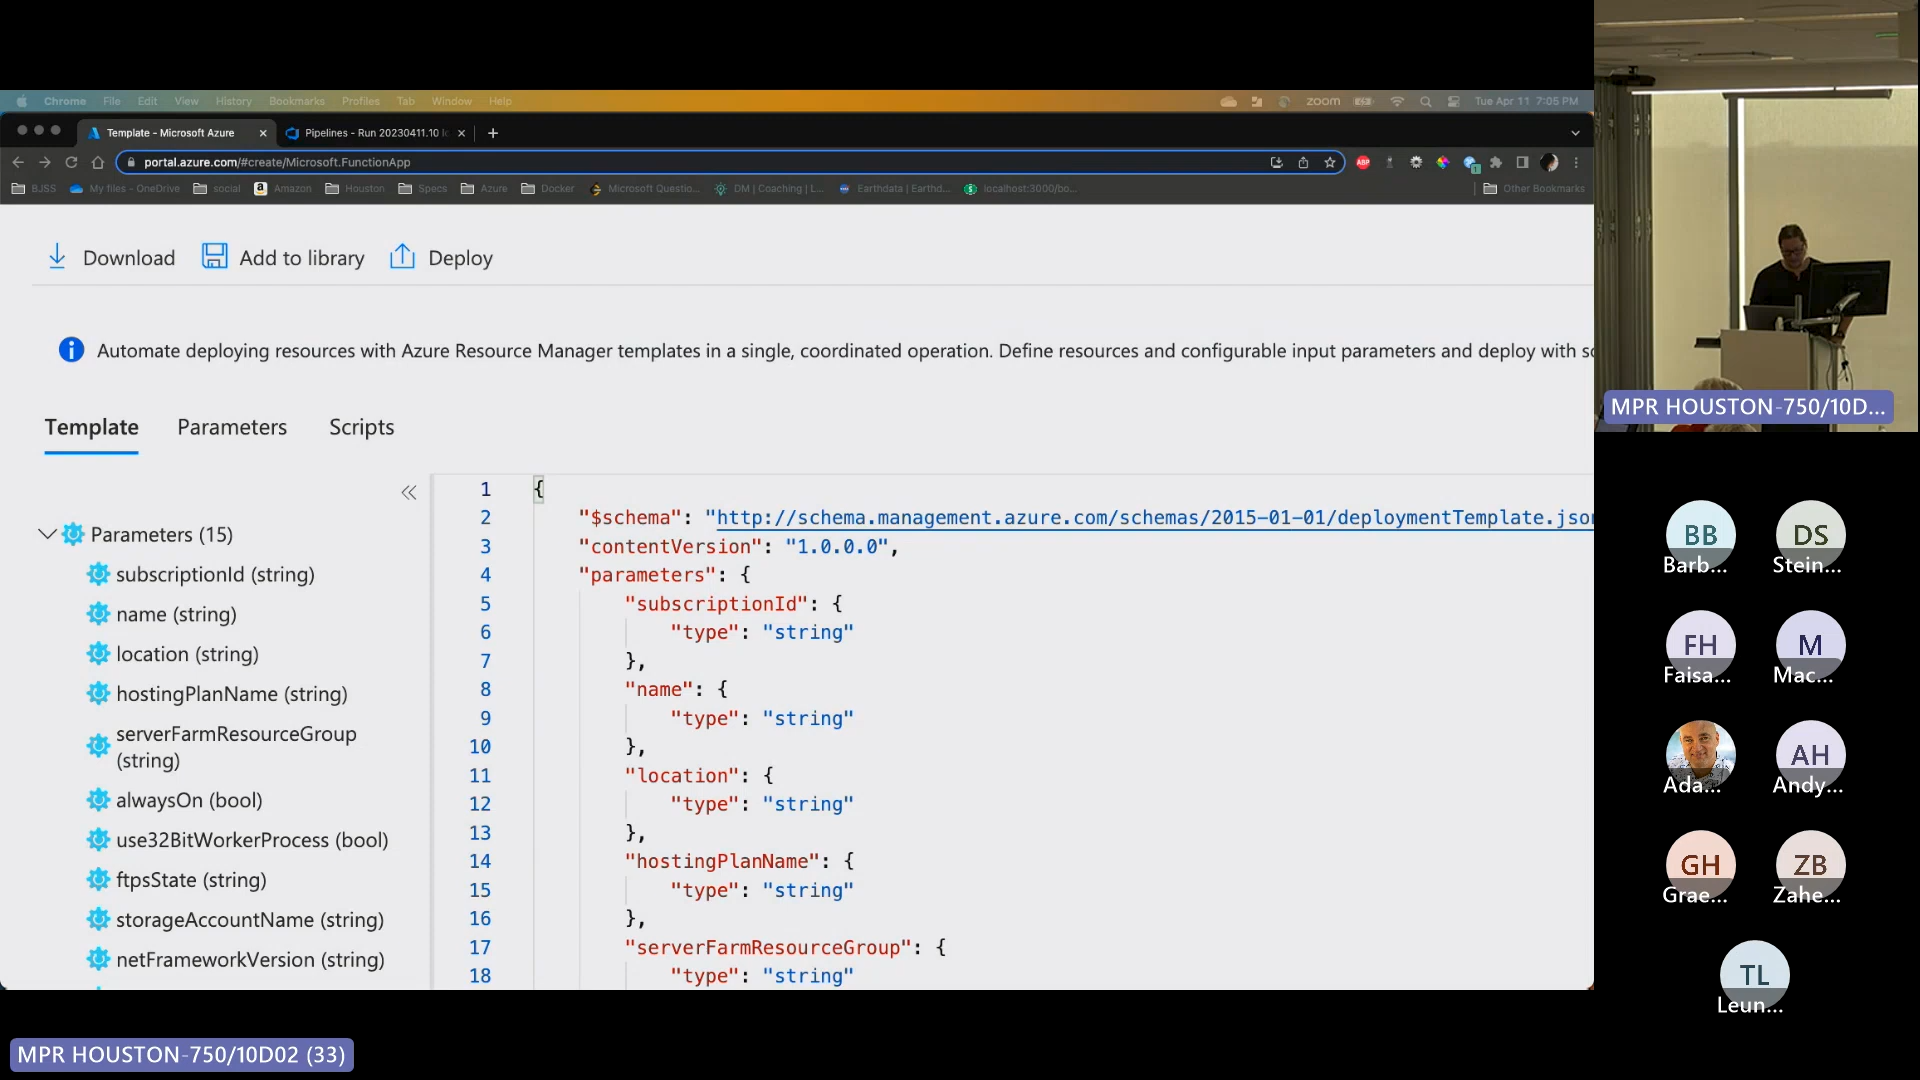 Chrome File Edit View History Bookmarks Profiles Tab Window Help
zoom Tue Apr 11 7:05 PM
Template - Microsoft Azure
Pipelines - Run 20230411.10
portal.azure.com/#create/Microsoft.FunctionApp
ABP
BJSS My files - OneDrive social Amazon Houston Specs Azure Docker Microsoft Questio... DM | Coaching | L... Earthdata | Earthd... localhost:3000/bo... Other Bookmarks
Download Add to library Deploy
Automate deploying resources with Azure Resource Manager templates in a single, coordinated operation. Define resources and configurable input parameters and deploy with
Template Parameters Scripts
Parameters (15)
subscriptionId (string)
name (string)
location (string)
hostingPlanName (string)
serverFarmResourceGroup
(string)
alwaysOn (bool)
use32BitWorkerProcess (bool)
ftpsState (string)
storageAccountName (string)
netFrameworkVersion (string)
1 {
2 "$schema": "http://schema.management.azure.com/schemas/2015-01-01/deploymentTemplate.json
3 "contentVersion": "1.0.0.0",
4 "parameters": {
5 "subscriptionId": {
6 "type": "string"
7 },
8 "name": {
9 "type": "string"
10 },
11 "location": {
12 "type": "string"
13 },
14 "hostingPlanName": {
15 "type": "string"
16 },
17 "serverFarmResourceGroup": {
18 "type": "string"
MPR HOUSTON-750/10D...
BB
Barb...
DS
Stein...
FH
Faisa...
M
Mac...
Ada...
AH
Andy...
GH
Grae...
ZB
Zahe...
TL
Leun...
MPR HOUSTON-750/10D02 (33)